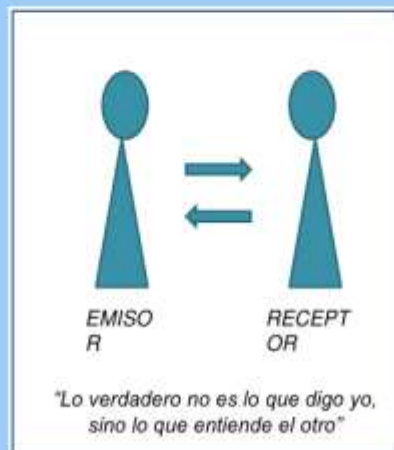 EMISO
R
RECEPT
OR
"Lo verdadero no es lo que digo yo,
sino lo que entiende el otro"